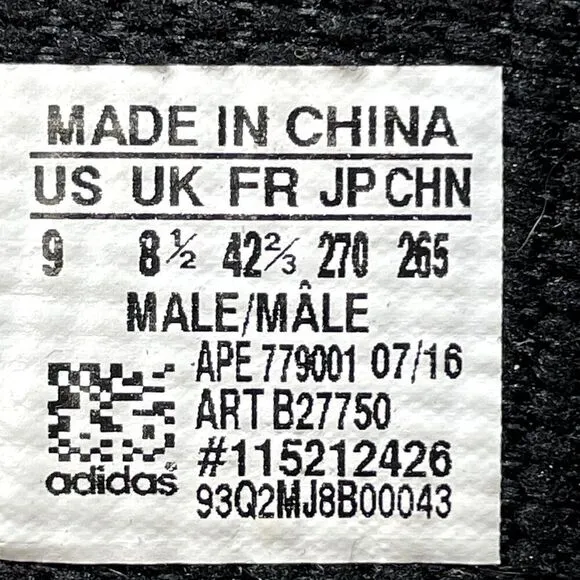 MADE IN CHINA
US UK FR JP CHN
9 8½ 42⅔ 270 265
MALE/MÂLE
APE 779001 07/16
ART B27750
#115212426
adidas®
93Q2MJ8B00043